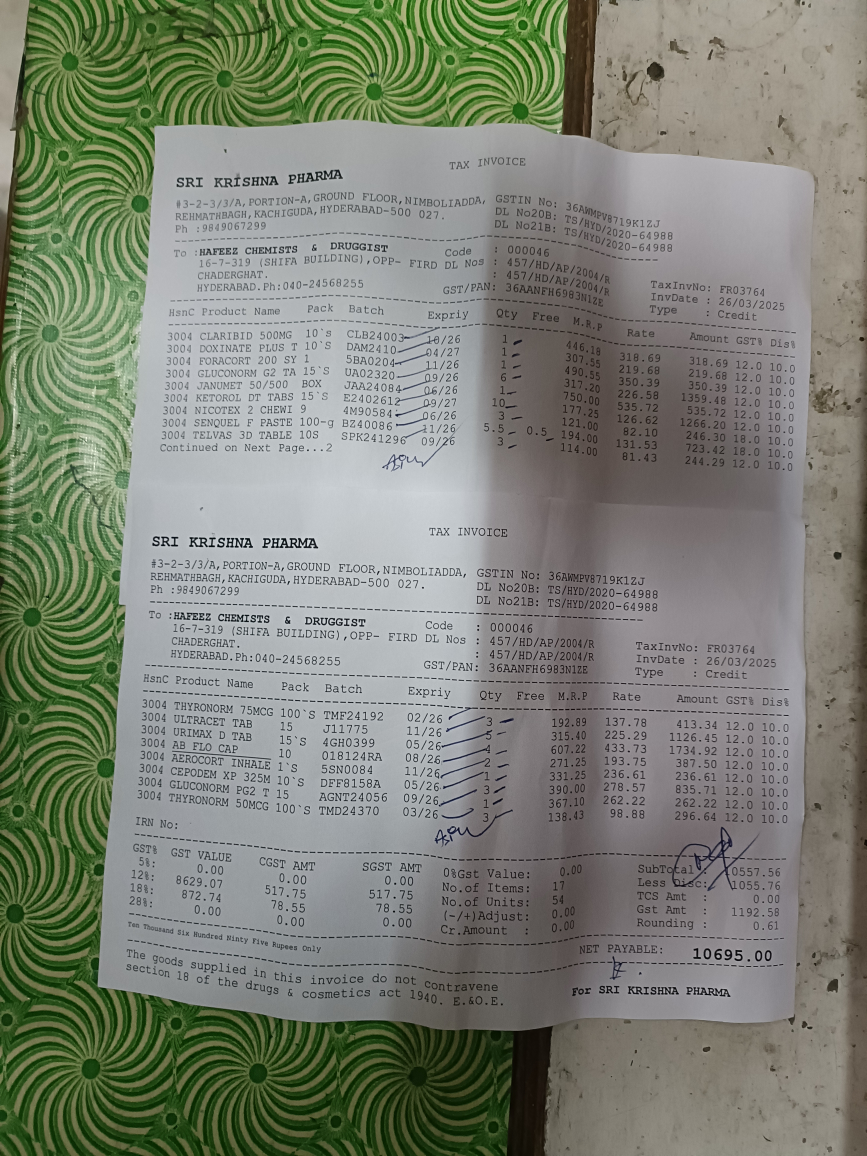 TAX INVOICE
SRI KRISHNA PHARMA
#3-2-3/3/A,PORTION-A,GROUND FLOOR,NIMBOLIADDA, GSTIN No: 36AWMPV8719K1ZJ
REHMATHBAGH,KACHIGUDA,HYDERABAD-500 027. DL No20B: TS/HYD/2020-64988
Ph :9849067299 DL No21B: TS/HYD/2020-64988
To :HAFEEZ CHEMISTS & DRUGGIST Code : 000046
16-7-319 (SHIFA BUILDING),OPP- FIRD DL Nos : 457/HD/AP/2004/R TaxInvNo: FR03764
CHADERGHAT. : 457/HD/AP/2004/R InvDate : 26/03/2025
HYDERABAD.Ph:040-24568255 GST/PAN: 36AANFH6983N1ZE Type : Credit
HsnC Product Name Pack Batch Expriy Qty Free M.R.P Rate Amount GST% Dis%
3004 CLARIBID 500MG 10`S CLB24003 10/26 1 446.18 318.69 318.69 12.0 10.0
3004 DOXINATE PLUS T 10`S DAM2410 04/27 1 307.55 219.68 219.68 12.0 10.0
3004 FORACORT 200 SY 1 5BA0204 11/26 1 490.55 350.39 350.39 12.0 10.0
3004 GLUCONORM G2 TA 15`S UA02320 09/26 6 317.20 226.58 1359.48 12.0 10.0
3004 JANUMET 50/500 BOX JAA24084 06/26 1 750.00 535.72 535.72 12.0 10.0
3004 KETOROL DT TABS 15`S E2402612 09/27 10 177.25 126.62 1266.20 12.0 10.0
3004 NICOTEX 2 CHEWI 9 4M90584 06/26 3 121.00 82.10 246.30 18.0 10.0
3004 SENQUEL F PASTE 100-g BZ40086 11/26 5.5 0.5 194.00 131.53 723.42 18.0 10.0
3004 TELVAS 3D TABLE 10S SPK241296 09/26 3 114.00 81.43 244.29 12.0 10.0
Continued on Next Page...2
TAX INVOICE
SRI KRISHNA PHARMA
#3-2-3/3/A,PORTION-A,GROUND FLOOR,NIMBOLIADDA, GSTIN No: 36AWMPV8719K1ZJ
REHMATHBAGH,KACHIGUDA,HYDERABAD-500 027. DL No20B: TS/HYD/2020-64988
Ph :9849067299 DL No21B: TS/HYD/2020-64988
To :HAFEEZ CHEMISTS & DRUGGIST Code : 000046
16-7-319 (SHIFA BUILDING),OPP- FIRD DL Nos : 457/HD/AP/2004/R TaxInvNo: FR03764
CHADERGHAT. : 457/HD/AP/2004/R InvDate : 26/03/2025
HYDERABAD.Ph:040-24568255 GST/PAN: 36AANFH6983N1ZE Type : Credit
HsnC Product Name Pack Batch Expriy Qty Free M.R.P Rate Amount GST% Dis%
3004 THYRONORM 75MCG 100`S TMF24192 02/26 3 192.89 137.78 413.34 12.0 10.0
3004 ULTRACET TAB 15 J11775 11/26 5 315.40 225.29 1126.45 12.0 10.0
3004 URIMAX D TAB 15`S 4GH0399 05/26 4 607.22 433.73 1734.92 12.0 10.0
3004 AB FLO CAP 10 018124RA 08/26 2 271.25 193.75 387.50 12.0 10.0
3004 AEROCORT INHALE 1`S 5SN0084 11/26 1 331.25 236.61 236.61 12.0 10.0
3004 CEPODEM XP 325M 10`S DFF8158A 05/26 3 390.00 278.57 835.71 12.0 10.0
3004 GLUCONORM PG2 T 15 AGNT24056 09/26 1 367.10 262.22 262.22 12.0 10.0
3004 THYRONORM 50MCG 100`S TMD24370 03/26 3 138.43 98.88 296.64 12.0 10.0
IRN No:
GST% GST VALUE CGST AMT SGST AMT 0%Gst Value: 0.00 SubTotal 0557.56
5%: 0.00 0.00 0.00 No.of Items: 17 Less Disc: 1055.76
12%: 8629.07 517.75 517.75 No.of Units: 54 TCS Amt : 0.00
18%: 872.74 78.55 78.55 (-/+)Adjust: 0.00 Gst Amt : 1192.58
28%: 0.00 0.00 0.00 Cr.Amount : 0.00 Rounding : 0.61
Ten Thousand Six Hundred Ninty Five Rupees Only NET PAYABLE: 10695.00
The goods supplied in this invoice do not contravene
section 18 of the drugs & cosmetics act 1940. E.&O.E. For SRI KRISHNA PHARMA